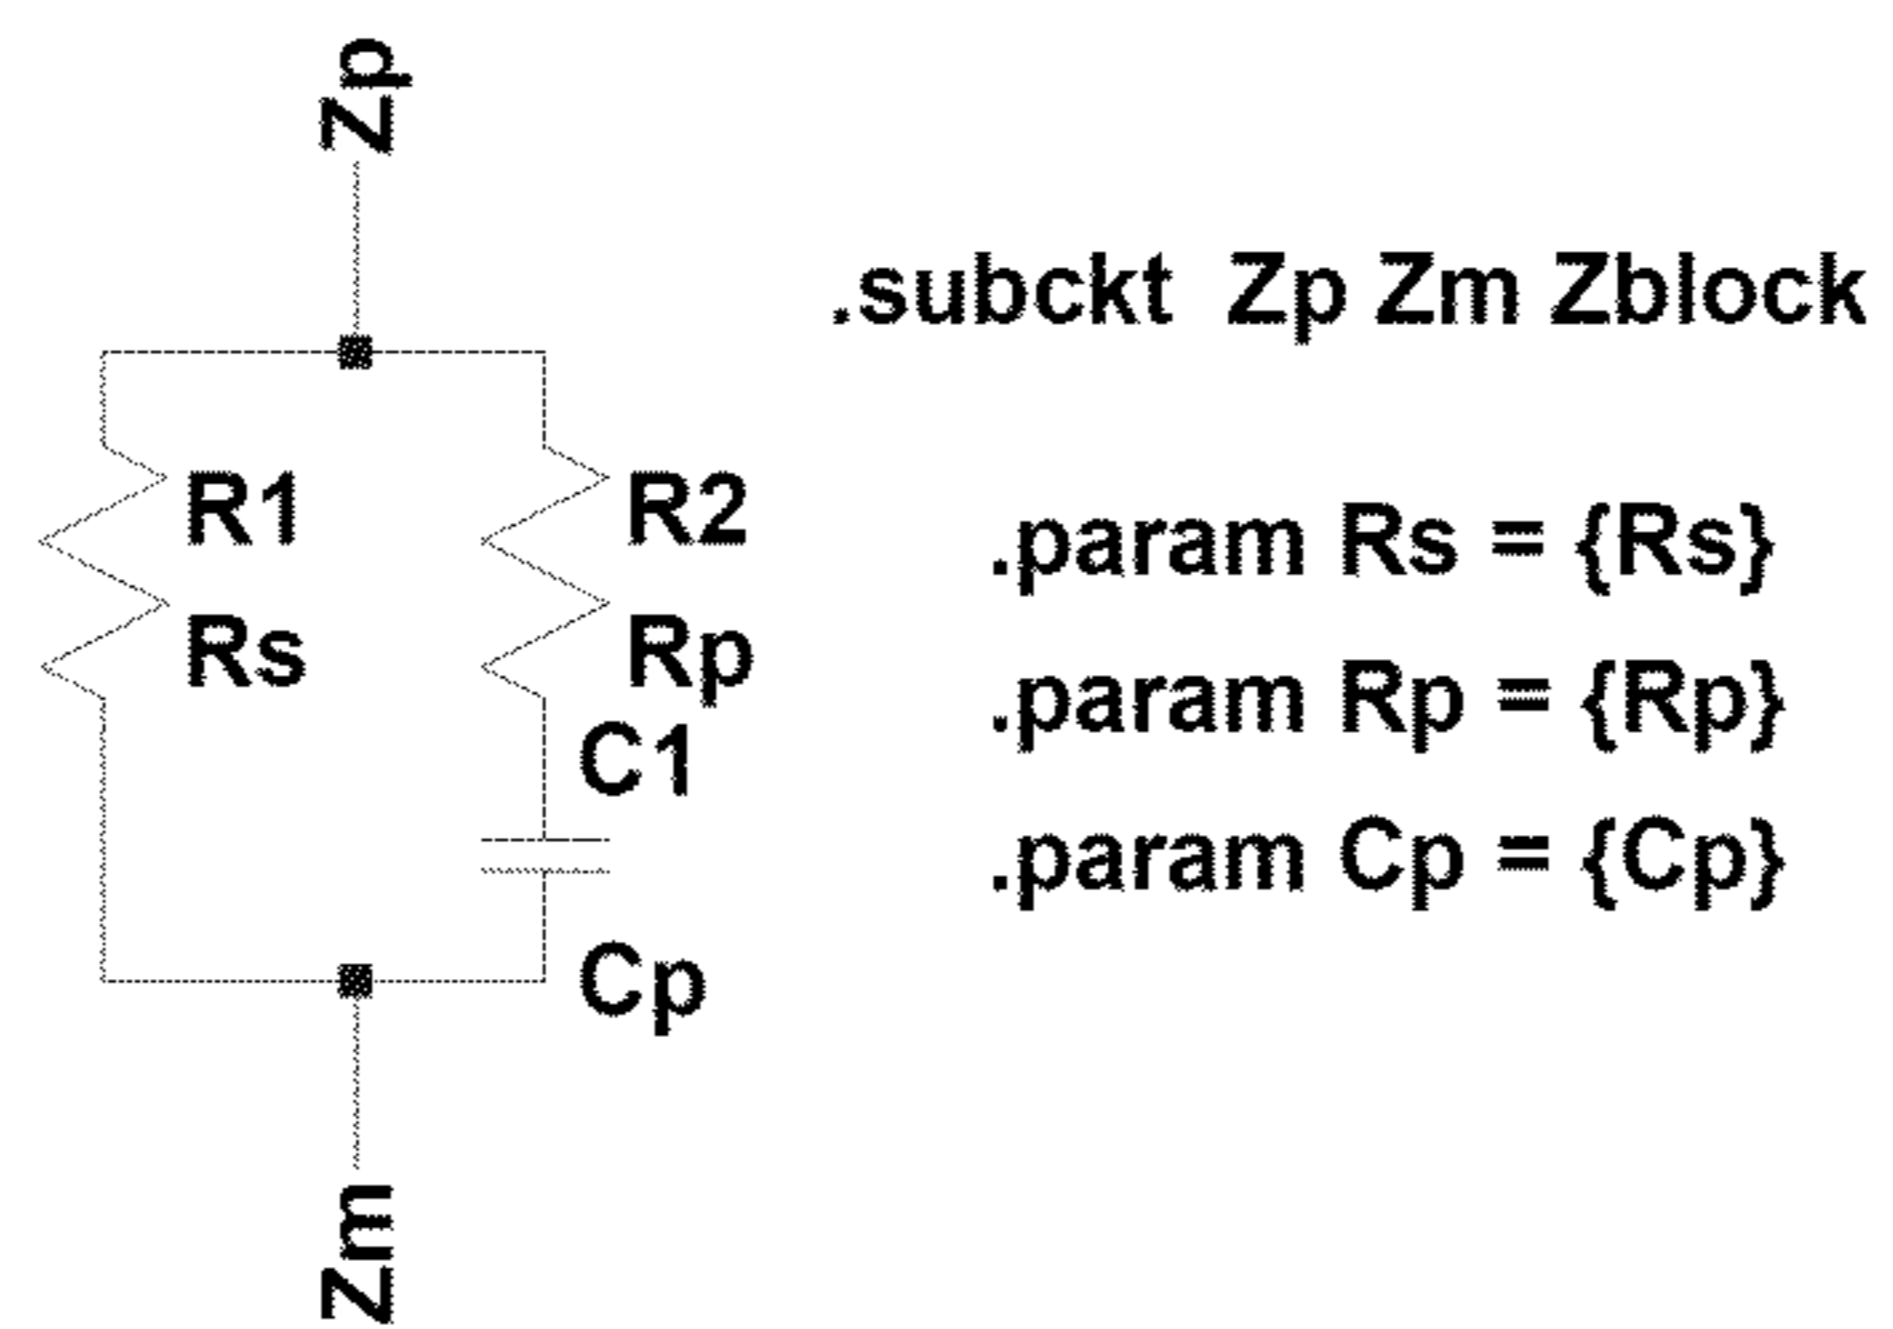 Zp
.subckt Zp Zm Zblock
R1
Rs
R2
Rp
C1
Cp
.param Rs = {Rs}
.param Rp = {Rp}
.param Cp = {Cp}
Zm